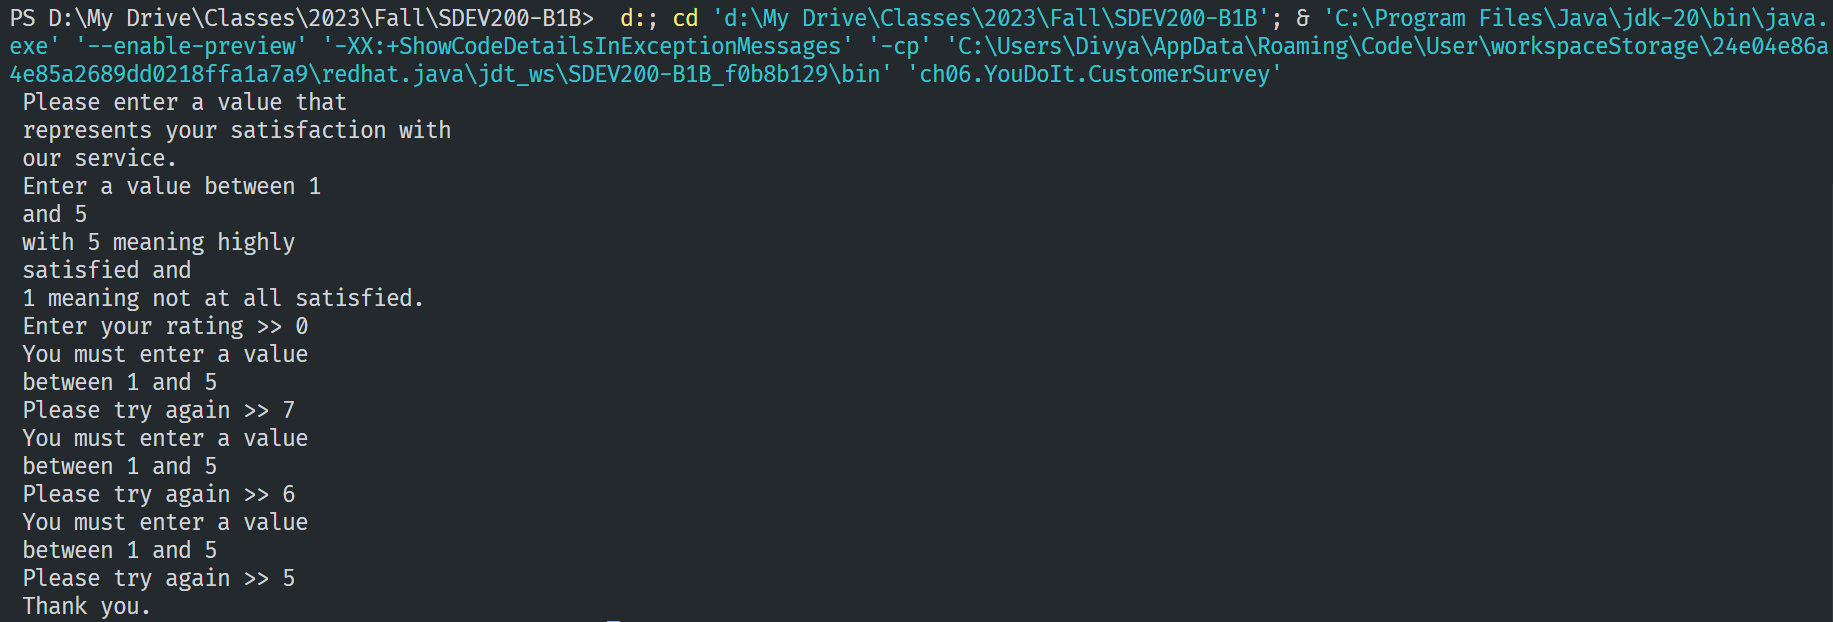 PS D:\My Drive\Classes\2023\Fall\SDEV200-B1B>  d:; cd 'd:\My Drive\Classes\2023\Fall\SDEV200-B1B'; & 'C:\Program Files\Java\jdk-20\bin\java.
exe' '--enable-preview' '-XX:+ShowCodeDetailsInExceptionMessages' '-cp' 'C:\Users\Divya\AppData\Roaming\Code\User\workspaceStorage\24e04e86a
4e85a2689dd0218ffa1a7a9\redhat.java\jdt_ws\SDEV200-B1B_f0b8b129\bin' 'ch06.YouDoIt.CustomerSurvey'
Please enter a value that
represents your satisfaction with
our service.
Enter a value between 1
and 5
with 5 meaning highly
satisfied and
1 meaning not at all satisfied.
Enter your rating >> 0
You must enter a value
between 1 and 5
Please try again >> 7
You must enter a value
between 1 and 5
Please try again >> 6
You must enter a value
between 1 and 5
Please try again >> 5
Thank you.